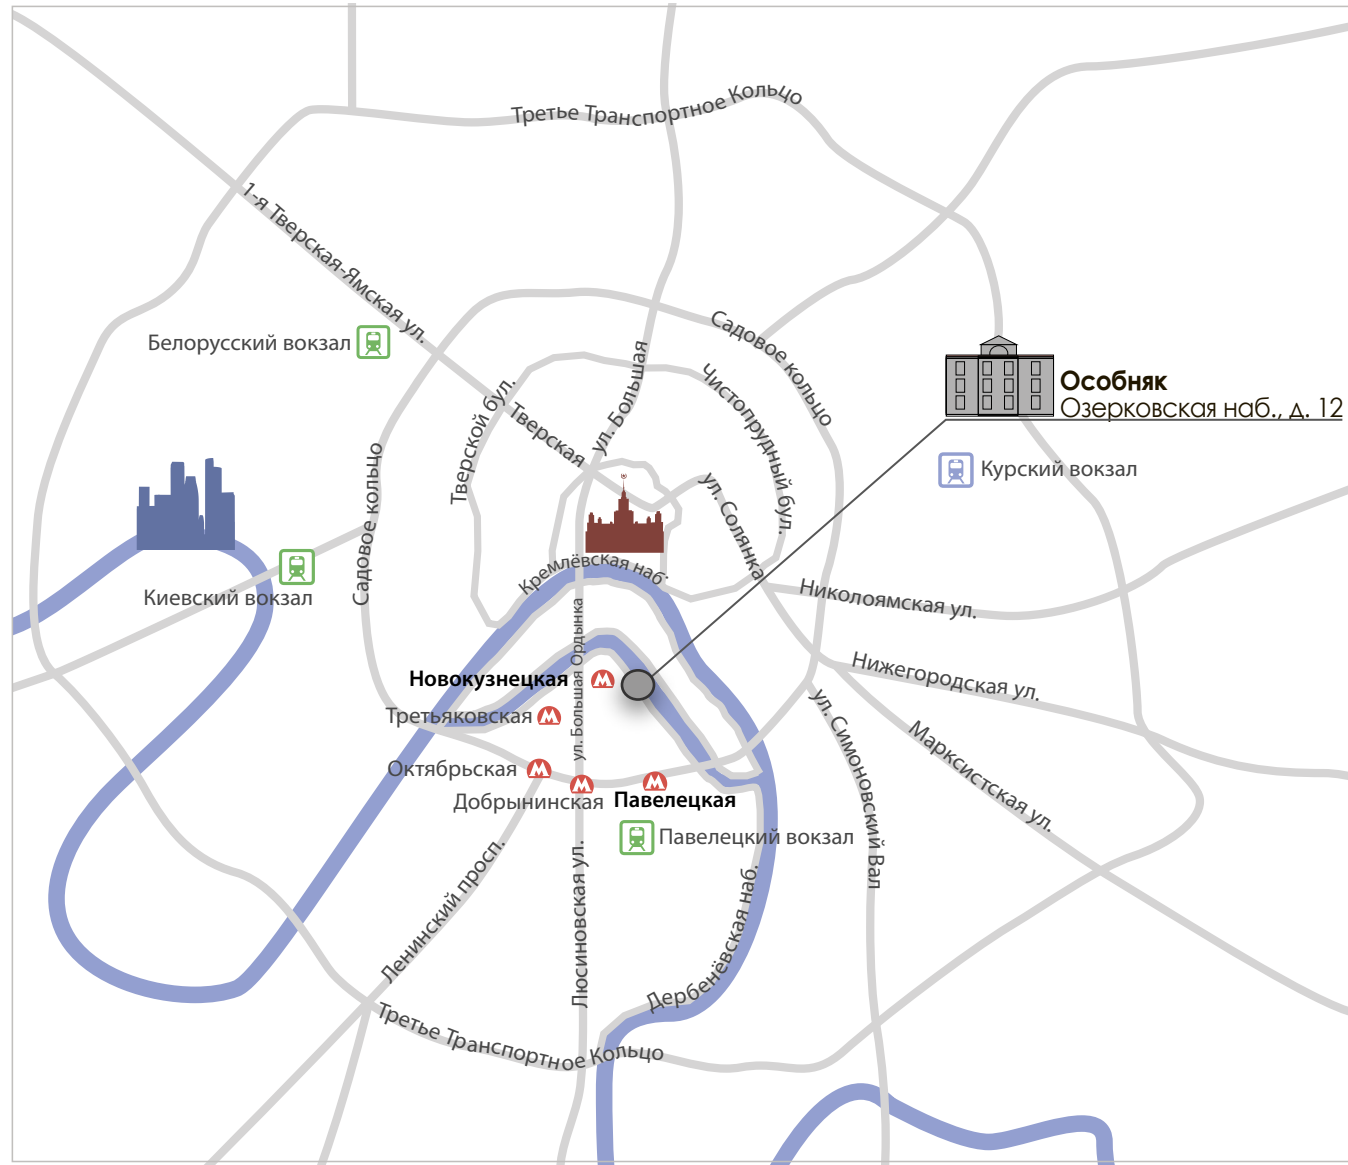 Третье Транспортное Кольцо
1-я Тверская-Ямская ул.
Белорусский вокзал
Садовое кольцо
ул. Большая
Чистопрудный бул.
Тверской бул.
Тверская
Особняк
Озерковская наб., д. 12
Курский вокзал
ул. Солянка
Садовое кольцо
Кремлёвская наб.
Киевский вокзал
Николоямская ул.
ул. Большая Ордынка
Новокузнецкая
Нижегородская ул.
Третьяковская
ул. Симоновский Вал
Марксистская ул.
Октябрьская
Добрынинская
Павелецкая
Павелецкий вокзал
Ленинский просп.
Люсиновская ул.
Дербенёвская наб.
Третье Транспортное Кольцо